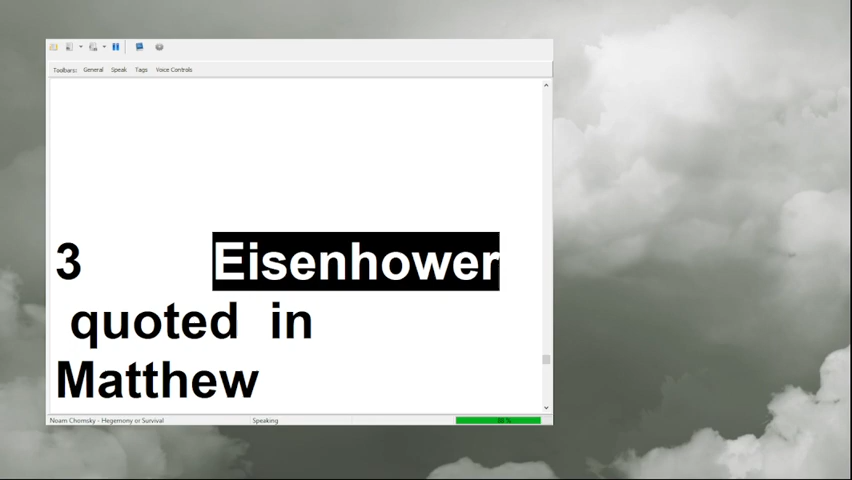 Toolbars: General Speak Tags Voice Controls
3 Eisenhower
quoted in
Matthew
Noam Chomsky - Hegemony or Survival Speaking